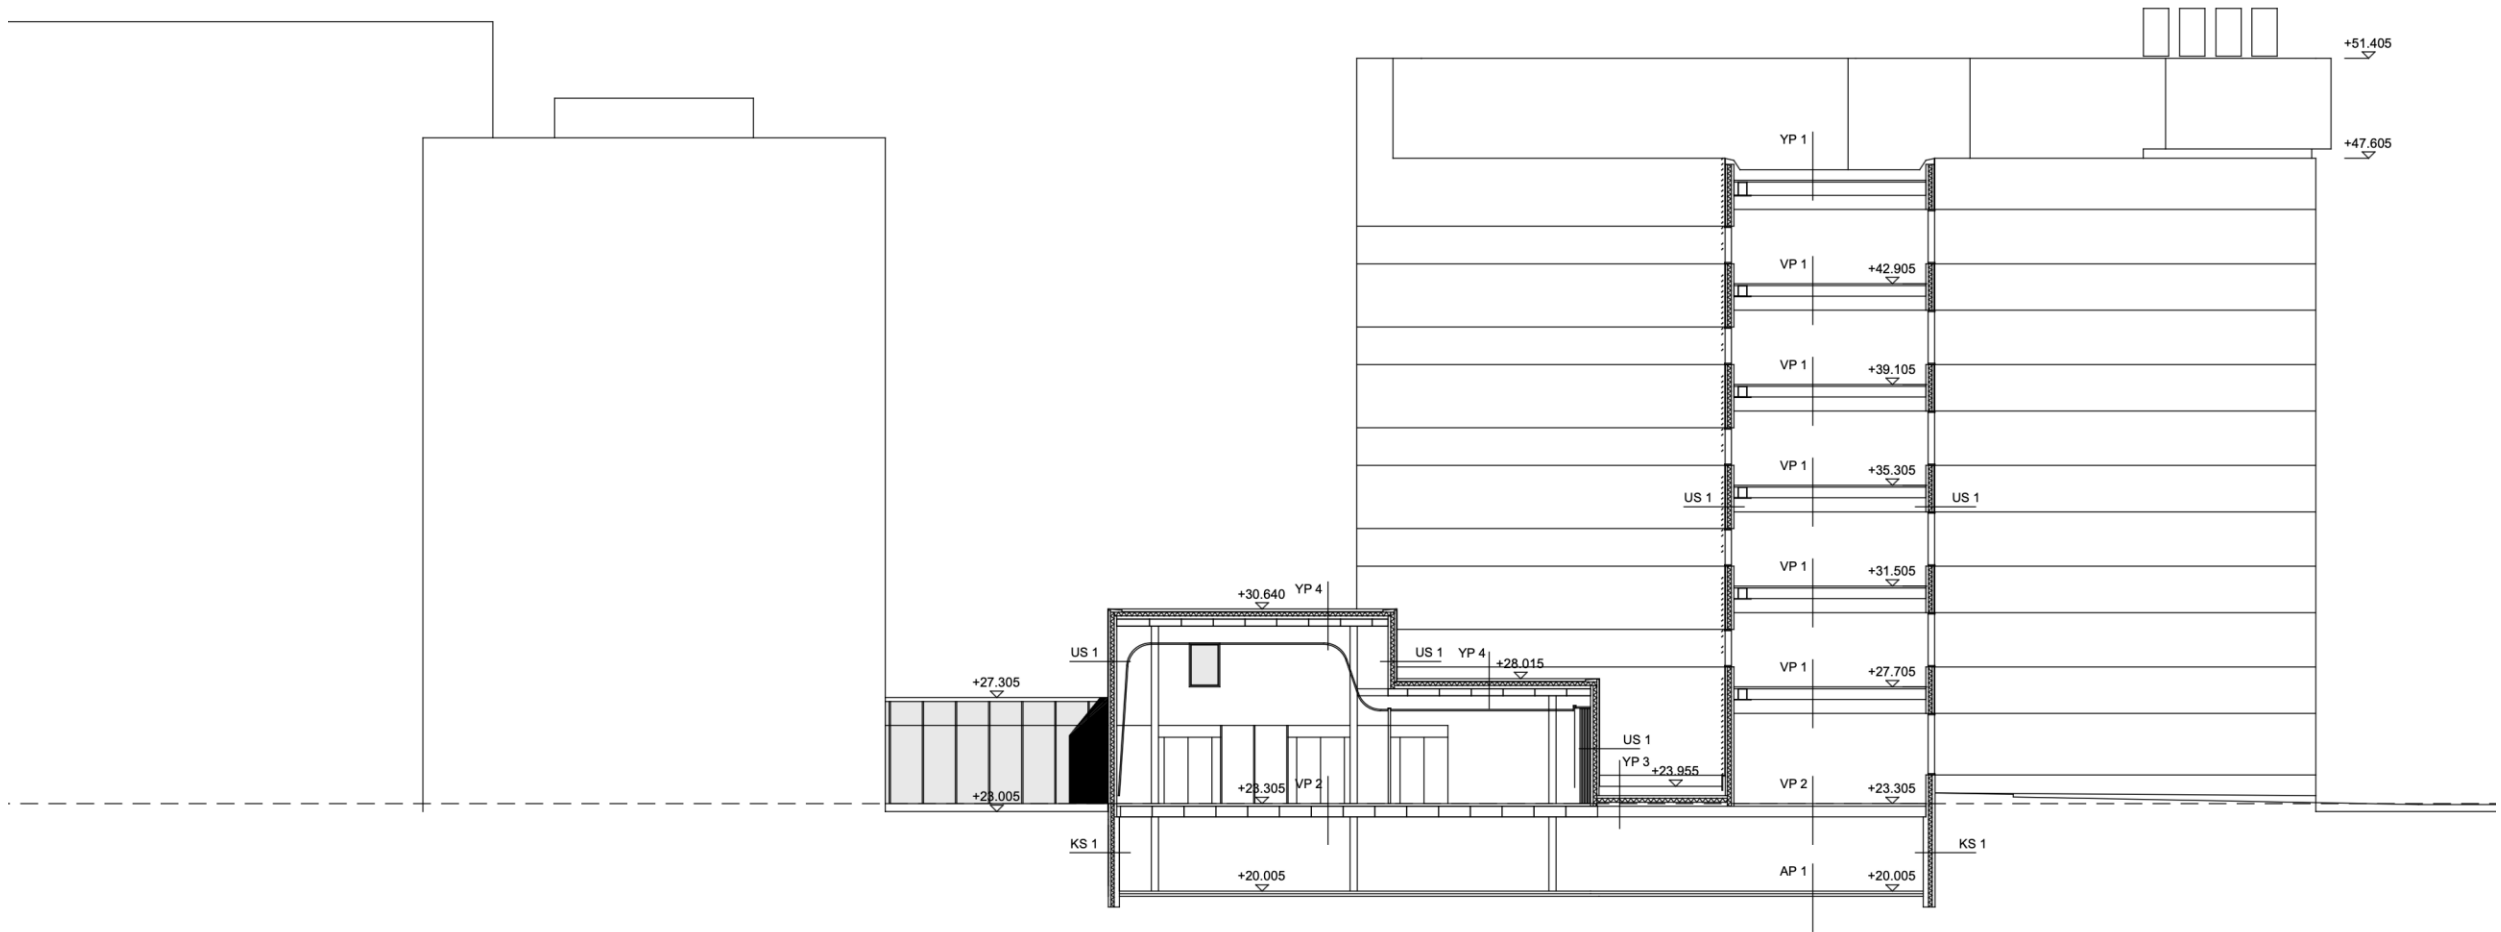 +51.405
YP 1
+47.605
VP 1
+42.905
VP 1
+39.105
VP 1
+35.305
US 1
US 1
VP 1
+31.505
+30.640
YP 4
US 1
US 1
YP 4
+28.015
VP 1
+27.705
+27.305
US 1
YP 3
+23.955
+23.005
+23.305
VP 2
VP 2
+23.305
KS 1
KS 1
+20.005
AP 1
+20.005